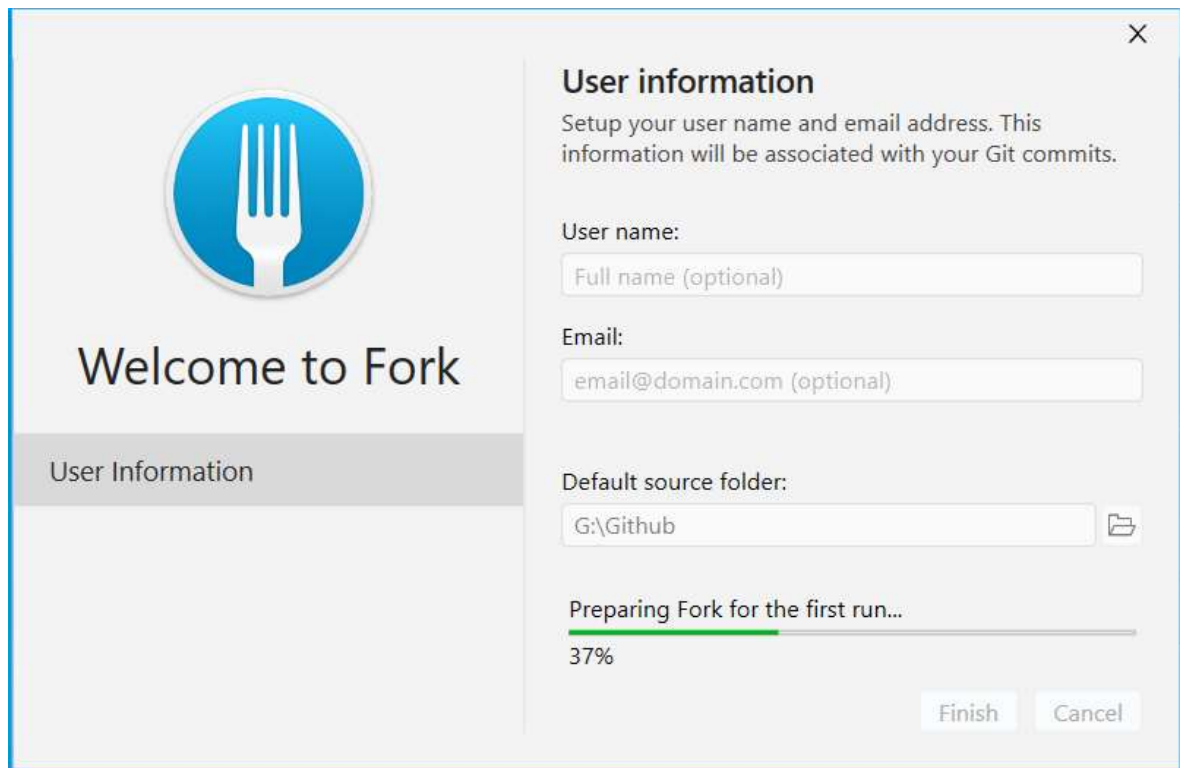 Welcome to Fork
User Information
User information
Setup your user name and email address. This
information will be associated with your Git commits.
User name:
Full name (optional)
Email:
email@domain.com (optional)
Default source folder:
G:\Github
Preparing Fork for the first run...
37%
Finish
Cancel